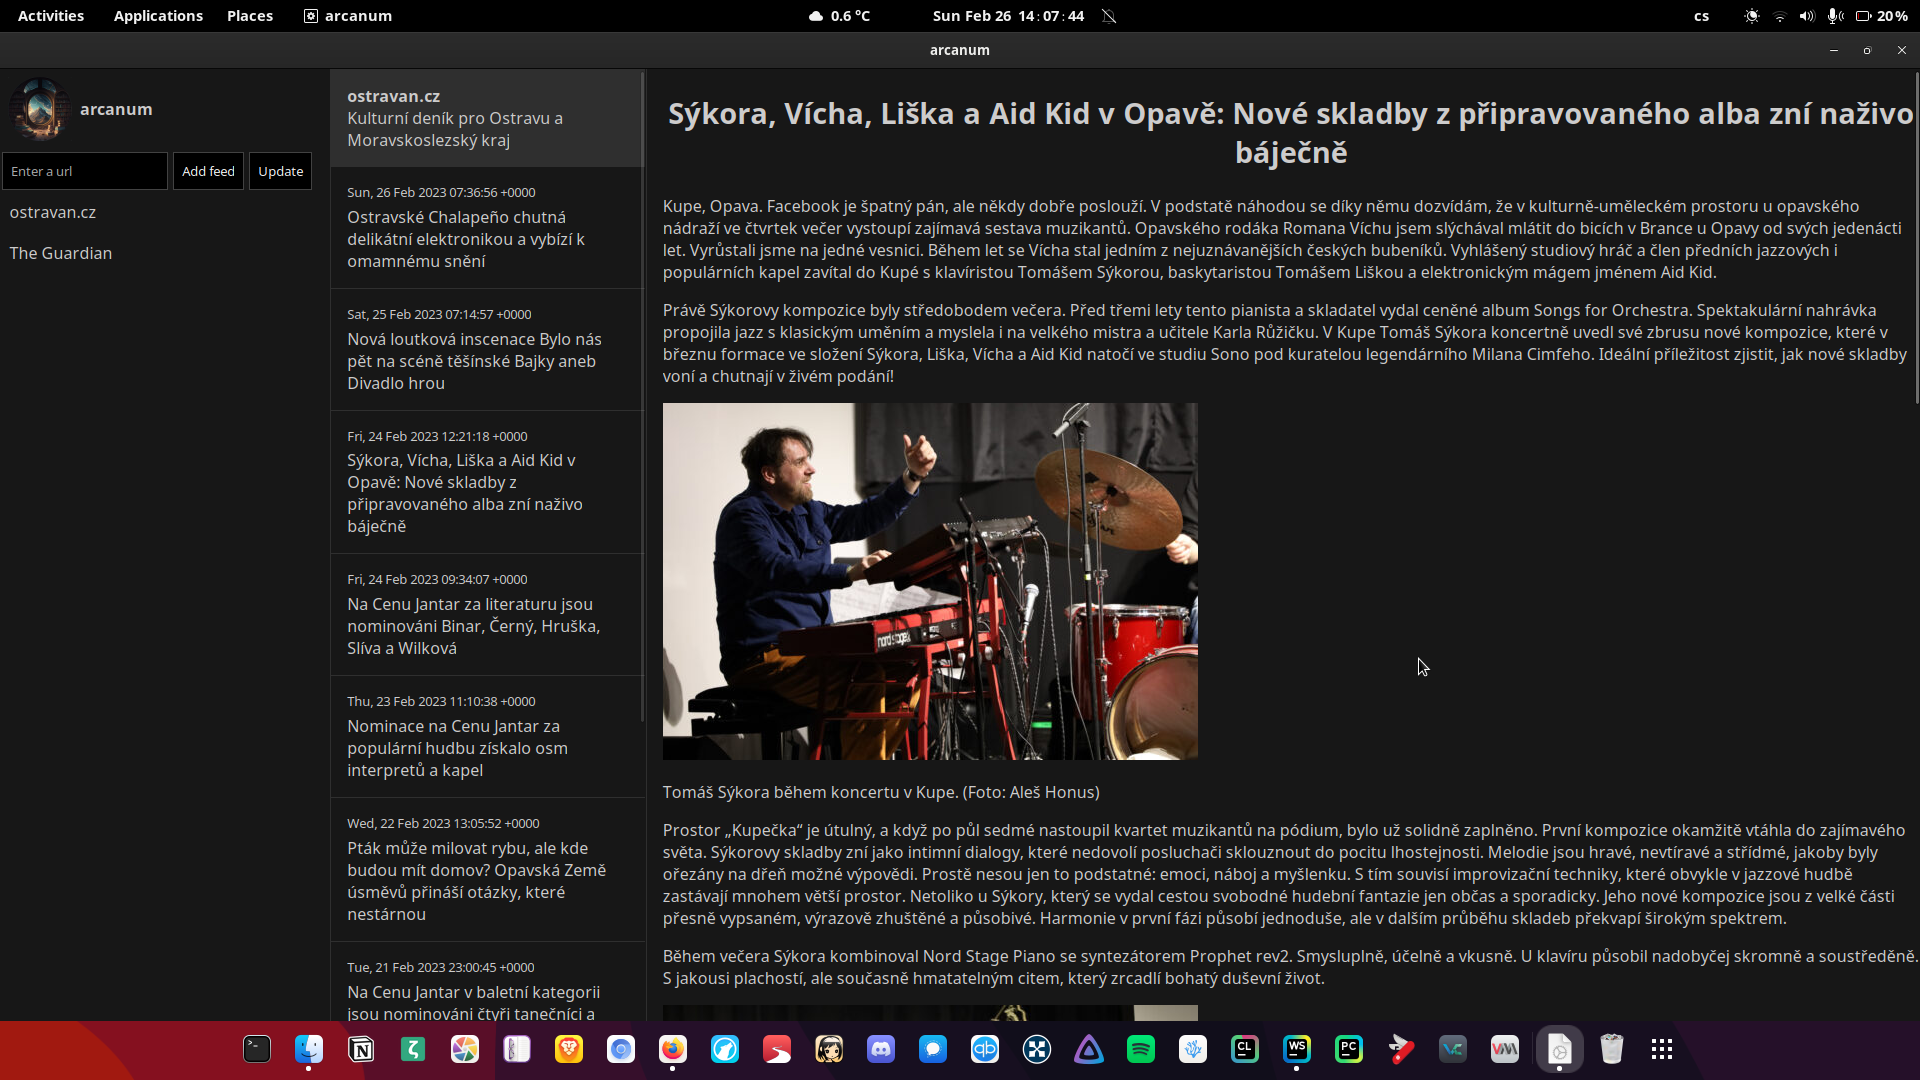 Activities
Applications
Places
arcanum
0.6 °C
Sun Feb 26 14:07:44
cs
20%
arcanum
arcanum
Enter a url
Add feed
Update
ostravan.cz
The Guardian
ostravan.cz
Kulturní deník pro Ostravu a
Moravskoslezský kraj
Sun, 26 Feb 2023 07:36:56 +0000
Ostravské Chalapeño chutná
delikátní elektronikou a vybízí k
omamnému snění
Sat, 25 Feb 2023 07:14:57 +0000
Nová loutková inscenace Bylo nás
pět na scéně těšínské Bajky aneb
Divadlo hrou
Fri, 24 Feb 2023 12:21:18 +0000
Sýkora, Vícha, Liška a Aid Kid v
Opavě: Nové skladby z
připravovaného alba zní naživo
báječně
Fri, 24 Feb 2023 09:34:07 +0000
Na Cenu Jantar za literaturu jsou
nominováni Binar, Černý, Hruška,
Slíva a Wilková
Thu, 23 Feb 2023 11:10:38 +0000
Nominace na Cenu Jantar za
populární hudbu získalo osm
interpretů a kapel
Wed, 22 Feb 2023 13:05:52 +0000
Pták může milovat rybu, ale kde
budou mít domov? Opavská Země
úsměvů přináší otázky, které
nestárnou
Tue, 21 Feb 2023 23:00:45 +0000
Na Cenu Jantar v baletní kategorii
jsou nominováni čtyři tanečníci a
Sýkora, Vícha, Liška a Aid Kid v Opavě: Nové skladby z připravovaného alba zní naživo
báječně
Kupe, Opava. Facebook je špatný pán, ale někdy dobře poslouží. V podstatě náhodou se díky němu dozvídám, že v kulturně-uměleckém prostoru u opavského
nádraží ve čtvrtek večer vystoupí zajímavá sestava muzikantů. Opavského rodáka Romana Víchu jsem slýchával mlátit do bicích v Brance u Opavy od svých jedenácti
let. Vyrůstali jsme na jedné vesnici. Během let se Vícha stal jedním z nejuznávanějších českých bubeníků. Vyhlášený studiový hráč a člen předních jazzových i
populárních kapel zavítal do Kupé s klavíristou Tomášem Sýkorou, baskytaristou Tomášem Liškou a elektronickým mágem jménem Aid Kid.
Právě Sýkorovy kompozice byly středobodem večera. Před třemi lety tento pianista a skladatel vydal ceněné album Songs for Orchestra. Spektakulární nahrávka
propojila jazz s klasickým uměním a myslela i na velkého mistra a učitele Karla Růžičku. V Kupe Tomáš Sýkora koncertně uvedl své zbrusu nové kompozice, které v
březnu formace ve složení Sýkora, Liška, Vícha a Aid Kid natočí ve studiu Sono pod kuratelou legendárního Milana Cimfeho. Ideální příležitost zjistit, jak nové skladby
voní a chutnají v živém podání!
nord stage
Tomáš Sýkora během koncertu v Kupe. (Foto: Aleš Honus)
Prostor „Kupečka“ je útulný, a když po půl sedmé nastoupil kvartet muzikantů na pódium, bylo už solidně zaplněno. První kompozice okamžitě vtáhla do zajímavého
světa. Sýkorovy skladby zní jako intimní dialogy, které nedovolí posluchači sklouznout do pocitu lhostejnosti. Melodie jsou hravé, nevtíravé a střídmé, jakoby byly
ořezány na dřeň možné výpovědi. Prostě nesou jen to podstatné: emoci, náboj a myšlenku. S tím souvisí improvizační techniky, které obvykle v jazzové hudbě
zastávají mnohem větší prostor. Netoliko u Sýkory, který se vydal cestou svobodné hudební fantazie jen občas a sporadicky. Jeho nové kompozice jsou z velké části
přesně vypsaném, výrazově zhuštěné a působivé. Harmonie v první fázi působí jednoduše, ale v dalším průběhu skladeb překvapí širokým spektrem.
Během večera Sýkora kombinoval Nord Stage Piano se syntezátorem Prophet rev2. Smysluplně, účelně a vkusně. U klavíru působil nadobyčej skromně a soustředěně.
S jakousi plachostí, ale současně hmatatelným citem, který zrcadlí bohatý duševní život.
qb
CL
WS
PC
VC